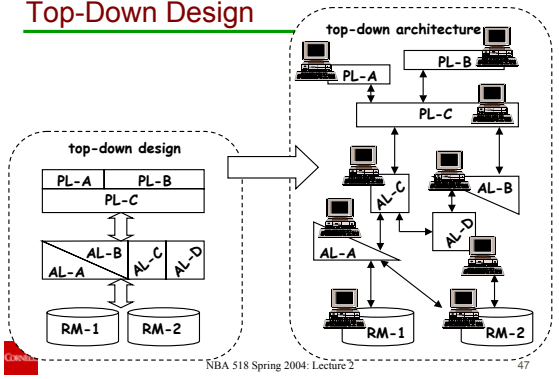 Top-Down Design
top-down architecture
PL-A
PL-B
PL-C
AL-C
AL-B
AL-D
AL-A
RM-1
RM-2
top-down design
PL-A
PL-B
PL-C
AL-B
AL-A
AL-C
AL-D
RM-1
RM-2
CORNELL
NBA 518 Spring 2004: Lecture 2
47